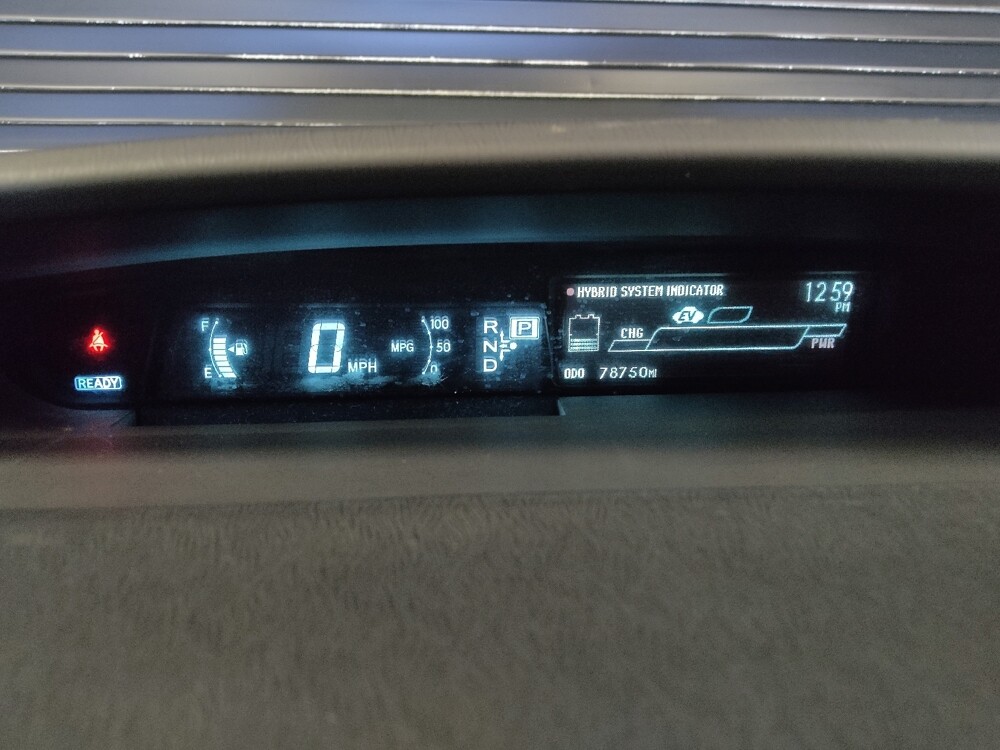 READY
F
E
0 MPH
MPG
100
50
0
R
N
D
P
HYBRID SYSTEM INDICATOR
12:59
PM
EV
CHG
PWR
ODO 78750MI